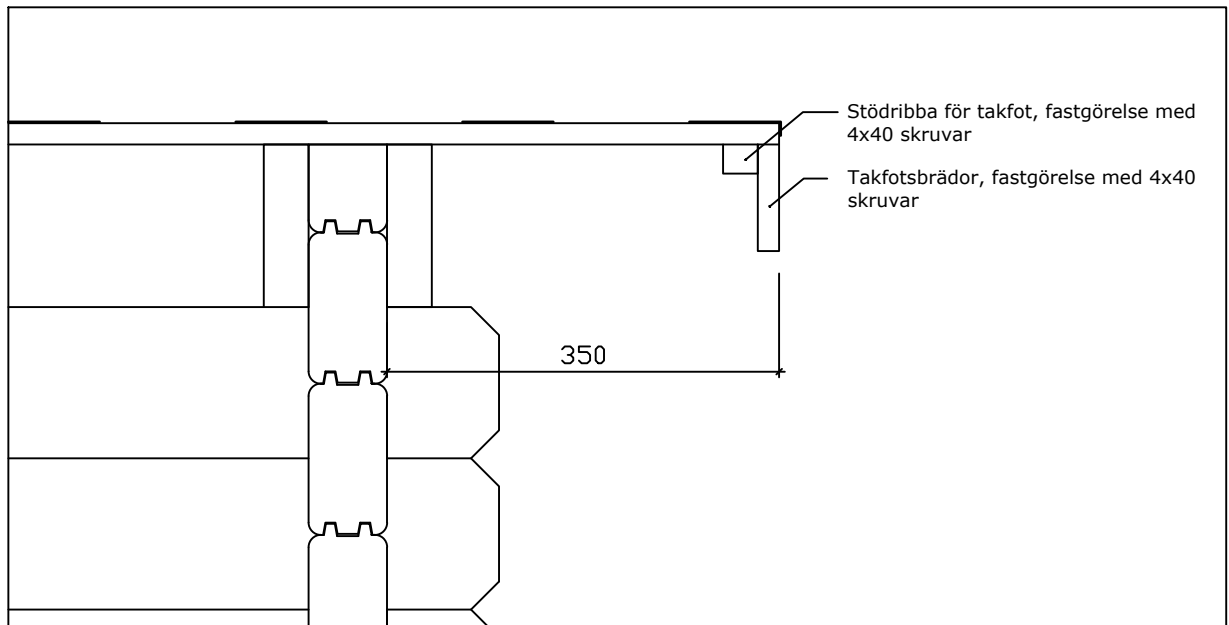 Stödribba för takfot, fastgörelse med
4x40 skruvar
Takfotsbrädor, fastgörelse med 4x40
skruvar
350